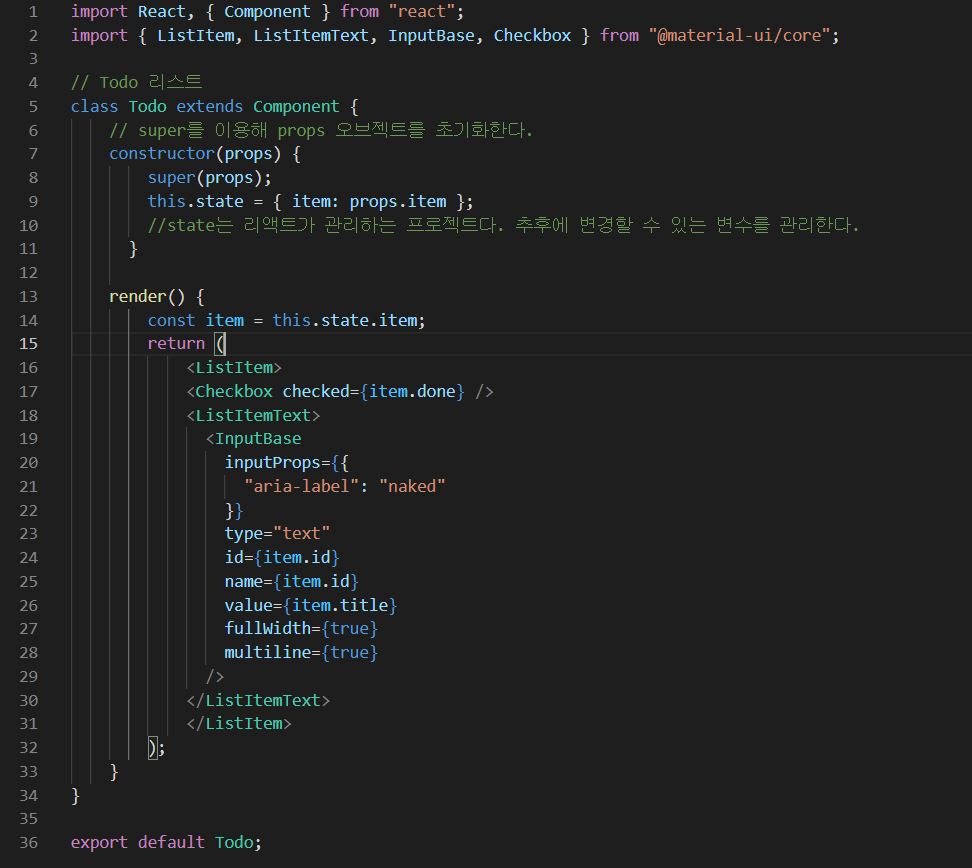 1 import React, { Component } from "react";
2 import { ListItem, ListItemText, InputBase, Checkbox } from "@material-ui/core";
3
4 // Todo 리스트
5 class Todo extends Component {
6 // super를 이용해 props 오브젝트를 초기화한다.
7 constructor(props) {
8 super(props);
9 this.state = { item: props.item };
10 //state는 리액트가 관리하는 프로젝트다. 추후에 변경할 수 있는 변수를 관리한다.
11 }
12
13 render() {
14 const item = this.state.item;
15 return (
16 <ListItem>
17 <Checkbox checked={item.done} />
18 <ListItemText>
19 <InputBase
20 inputProps={{
21 "aria-label": "naked"
22 }}
23 type="text"
24 id={item.id}
25 name={item.id}
26 value={item.title}
27 fullWidth={true}
28 multiline={true}
29 />
30 </ListItemText>
31 </ListItem>
32 );
33 }
34 }
35
36 export default Todo;